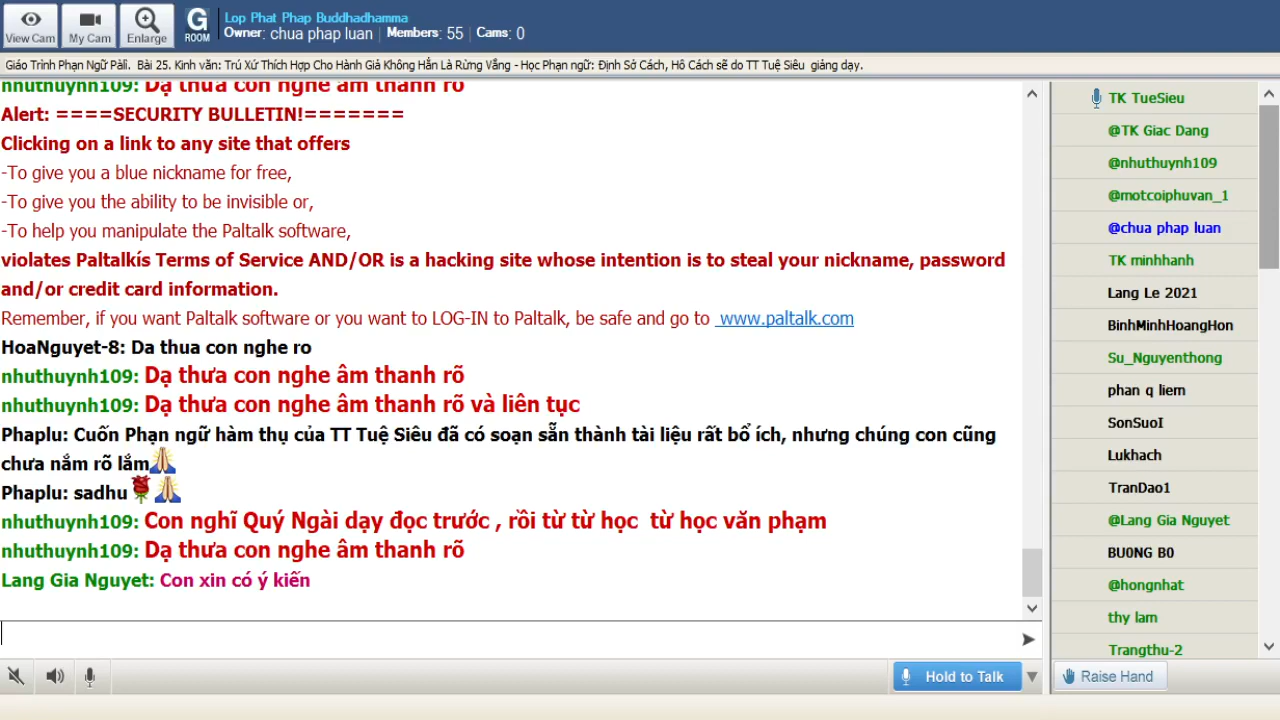 View Cam
My Cam
Enlarge
G
ROOM
Lop Phat Phap Buddhadhamma
Owner: chua phap luan | Members: 55 | Cams: 0
Giáo Trình Phạn Ngữ Pàli. Bài 25. Kinh văn: Trú Xứ Thích Hợp Cho Hành Giả Không Hẳn Là Rừng Vắng - Học Phạn ngữ: Định Sở Cách, Hô Cách sẽ do TT Tuệ Siêu giảng dạy.
nhuthuynh109: Dạ thưa con nghe âm thanh rõ
Alert: ====SECURITY BULLETIN!=======
Clicking on a link to any site that offers
-To give you a blue nickname for free,
-To give you the ability to be invisible or,
-To help you manipulate the Paltalk software,
violates Paltalkís Terms of Service AND/OR is a hacking site whose intention is to steal your nickname, password
and/or credit card information.
Remember, if you want Paltalk software or you want to LOG-IN to Paltalk, be safe and go to www.paltalk.com
HoaNguyet-8: Da thua con nghe ro
nhuthuynh109: Dạ thưa con nghe âm thanh rõ
nhuthuynh109: Dạ thưa con nghe âm thanh rõ và liên tục
Phaplu: Cuốn Phạn ngữ hàm thụ của TT Tuệ Siêu đã có soạn sẵn thành tài liệu rất bổ ích, nhưng chúng con cũng
chưa nắm rõ lắm
Phaplu: sadhu
nhuthuynh109: Con nghĩ Quý Ngài dạy đọc trước , rồi từ từ học từ học văn phạm
nhuthuynh109: Dạ thưa con nghe âm thanh rõ
Lang Gia Nguyet: Con xin có ý kiến
TK TueSieu
@TK Giac Dang
@nhuthuynh109
@motcoiphuvan_1
@chua phap luan
TK minhhanh
Lang Le 2021
BinhMinhHoangHon
Su_Nguyenthong
phan q liem
SonSuoI
Lukhach
TranDao1
@Lang Gia Nguyet
BU0NG B0
@hongnhat
thy lam
Trangthu-2
Hold to Talk
Raise Hand